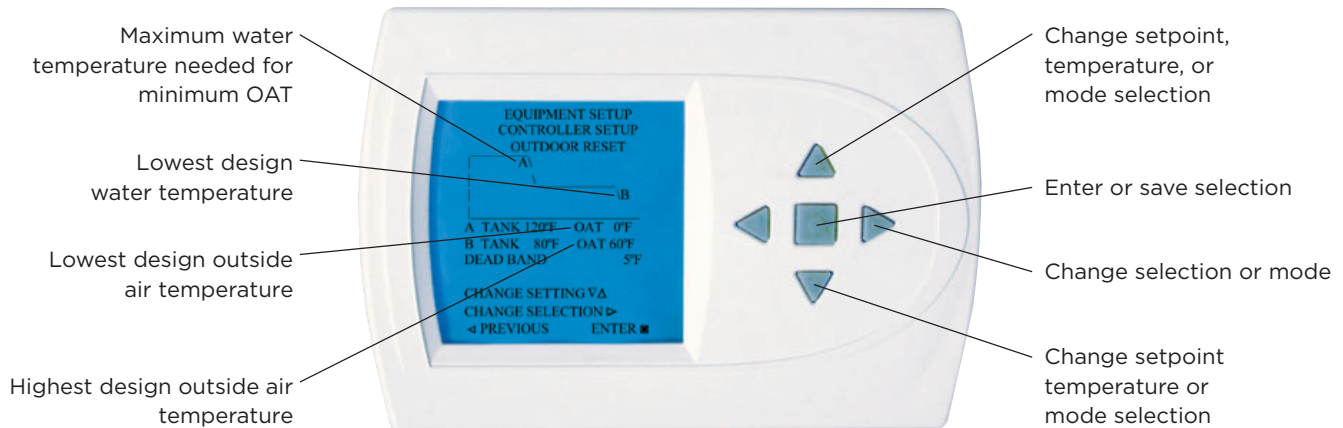 Maximum water
temperature needed for
minimum OAT
Lowest design
water temperature
Lowest design outside
air temperature
Highest design outside air
temperature
EQUIPMENT SETUP
CONTROLLER SETUP
OUTDOOR RESET
A
B
A TANK 120°F OAT 0°F
B TANK 80°F OAT 60°F
DEAD BAND 5°F
CHANGE SETTING ∇∆
CHANGE SELECTION ▷
◁ PREVIOUS ENTER ◙
Change setpoint,
temperature, or
mode selection
Enter or save selection
Change selection or mode
Change setpoint
temperature or
mode selection